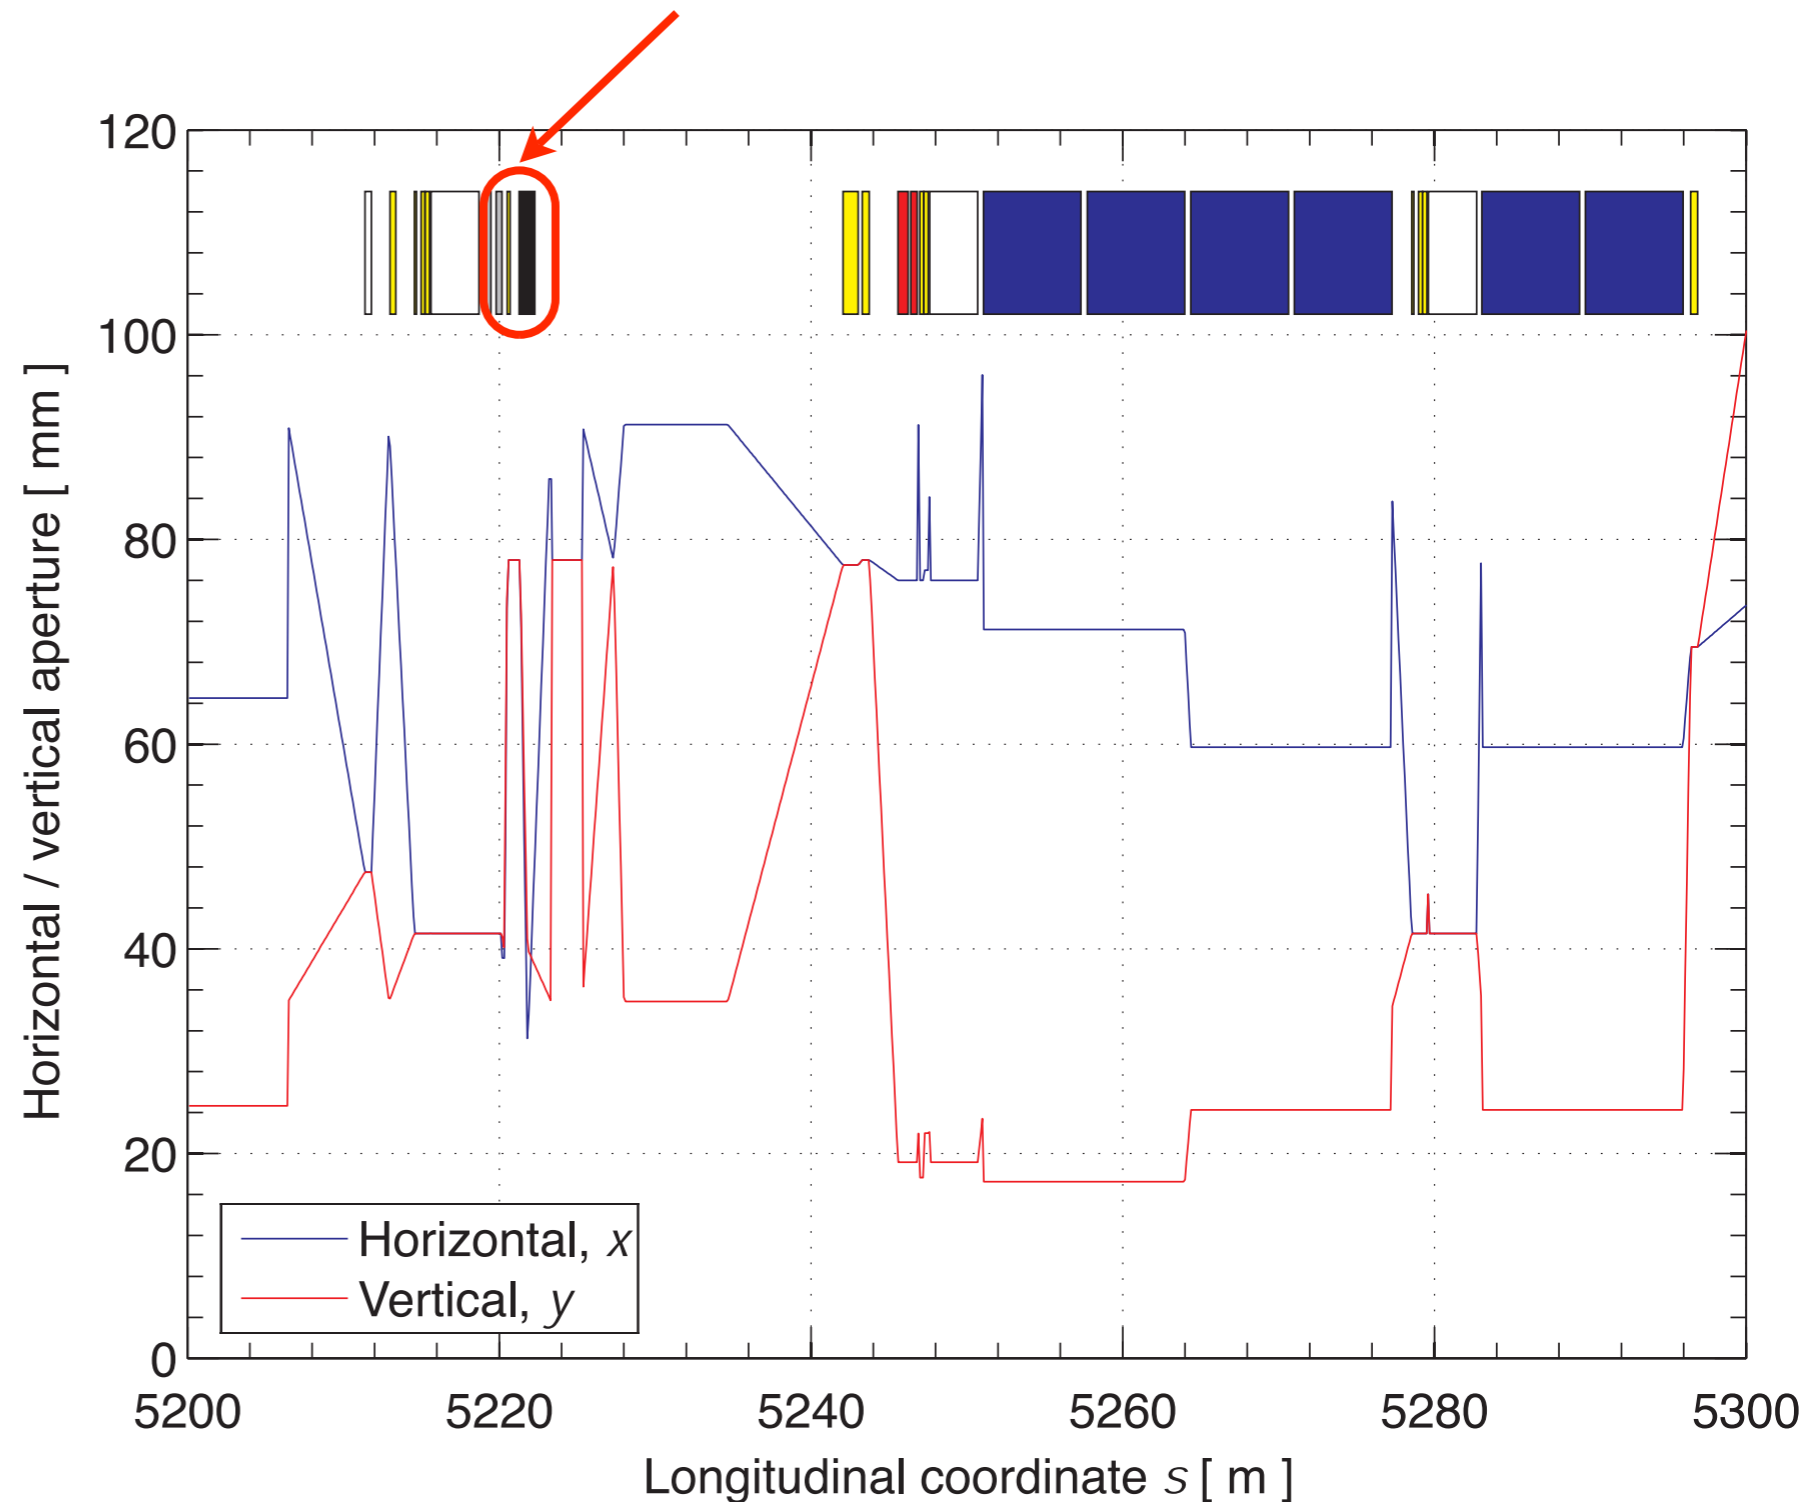 120
100
80
60
40
20
0
Horizontal / vertical aperture [ mm ]
Horizontal, x
Vertical, y
5200 5220 5240 5260 5280 5300
Longitudinal coordinate s [ m ]